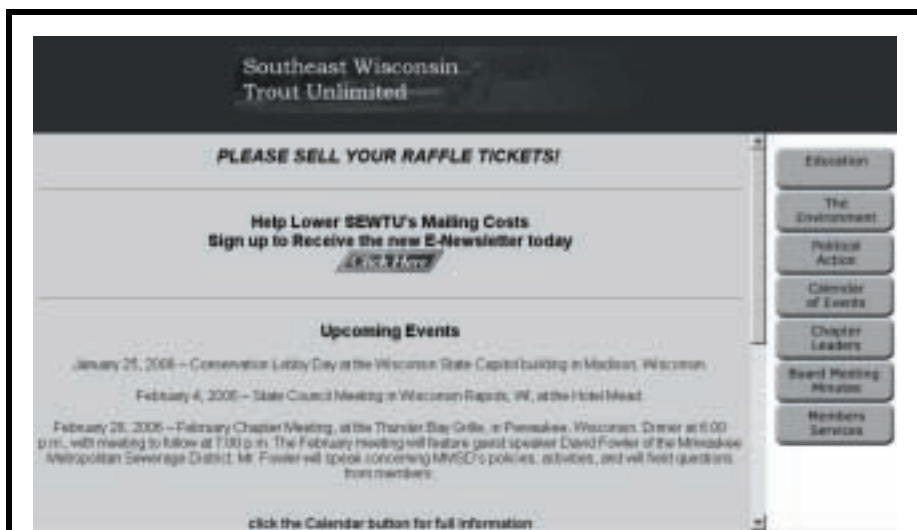 Southeast Wisconsin
Trout Unlimited
PLEASE SELL YOUR RAFFLE TICKETS!
Help Lower SEWTU's Mailing Costs
Sign up to Receive the new E-Newsletter today
Click Here
Upcoming Events
January 25, 2006 – Conservation Lobby Day at the Wisconsin State Capitol building in Madison, Wisconsin.
February 4, 2006 – State Council Meeting in Wisconsin Rapids, WI, at the Hotel Mead.
February 28, 2006 – February Chapter Meeting, at the Thunder Bay Grille, in Pewaukee, Wisconsin. Dinner at 6:00
p.m., with meeting to follow at 7:00 p.m. The February meeting will feature guest speaker David Fowler of the Milwaukee
Metropolitan Sewerage District. Mr. Fowler will speak concerning MMSD's policies, activities, and will field questions
from members.
click the Calendar button for full information
Education
The
Environment
Political
Action
Calendar
of Events
Chapter
Leaders
Board Meeting
Minutes
Members
Services